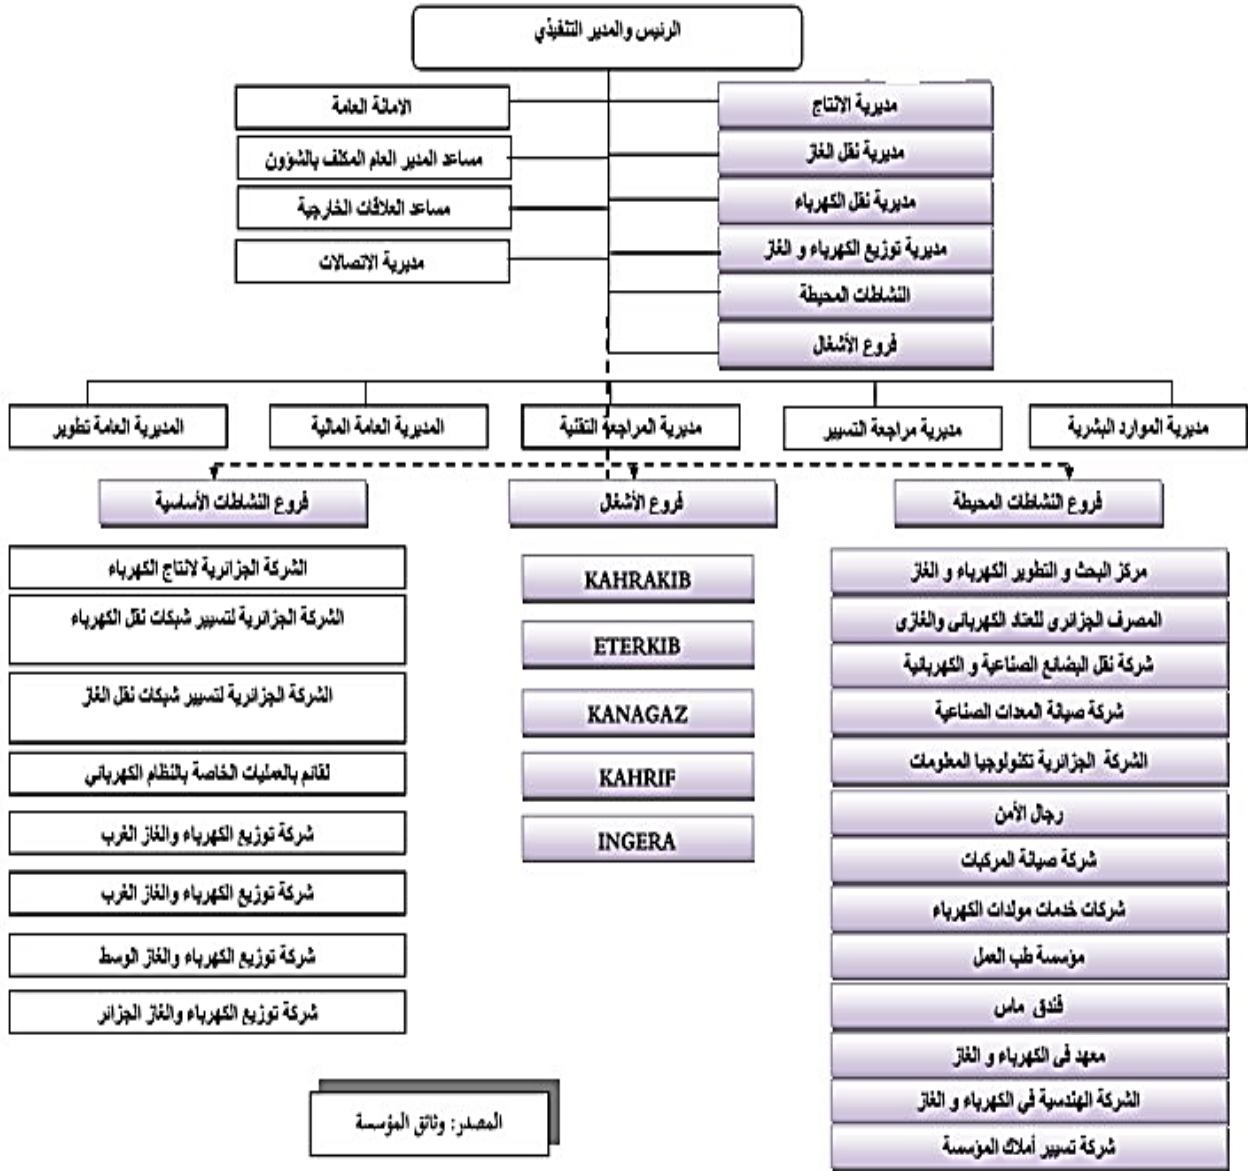 الرئيس والمدير التنفيذي
مديرية الإنتاج
الامانة العامة
مديرية نقل الغاز
مساعد المدير العام المكلف بالشؤون
مديرية نقل الكهرباء
مساعد العلاقات الخارجية
مديرية توزيع الكهرباء و الغاز
مديرية الاتصالات
النشاطات المحيطة
فروع الأشغال
مديرية الموارد البشرية
مديرية مراجعة التسيير
مديرية المراجعة التقنية
المديرية العامة المالية
المديرية العامة تطوير
فروع النشاطات المحيطة
فروع الأشغال
فروع النشاطات الأساسية
مركز البحث و التطوير الكهرباء و الغاز
المصرف الجزائري للعتاد الكهربائي والغازي
شركة نقل البضائع الصناعية و الكهربائية
شركة صيانة المعدات الصناعية
الشركة الجزائرية تكنولوجيا المعلومات
رجال الأمن
شركة صيانة المركبات
شركات خدمات مولدات الكهرباء
مؤسسة طب العمل
فندق ماس
معهد في الكهرباء و الغاز
الشركة الهندسية في الكهرباء و الغاز
شركة تسيير أملاك المؤسسة
KAHRAKIB
ETERKIB
KANAGAZ
KAHRIF
INGERA
الشركة الجزائرية لانتاج الكهرباء
الشركة الجزائرية لتسيير شبكات نقل الكهرباء
الشركة الجزائرية لتسيير شبكات نقل الغاز
لقائم بالعمليات الخاصة بالنظام الكهربائي
شركة توزيع الكهرباء والغاز الغرب
شركة توزيع الكهرباء والغاز الغرب
شركة توزيع الكهرباء والغاز الوسط
شركة توزيع الكهرباء والغاز الجزائر
المصدر: وثائق المؤسسة